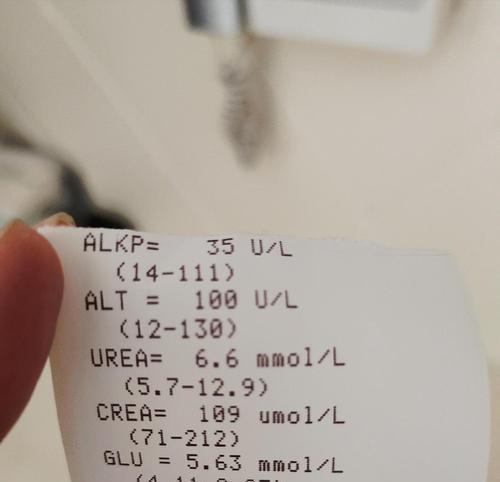 ALKP= 35 U/L
(14-111)
ALT = 100 U/L
(12-130)
UREA= 6.6 mmol/L
(5.7-12.9)
CREA= 109 umol/L
(71-212)
GLU = 5.63 mmol/L